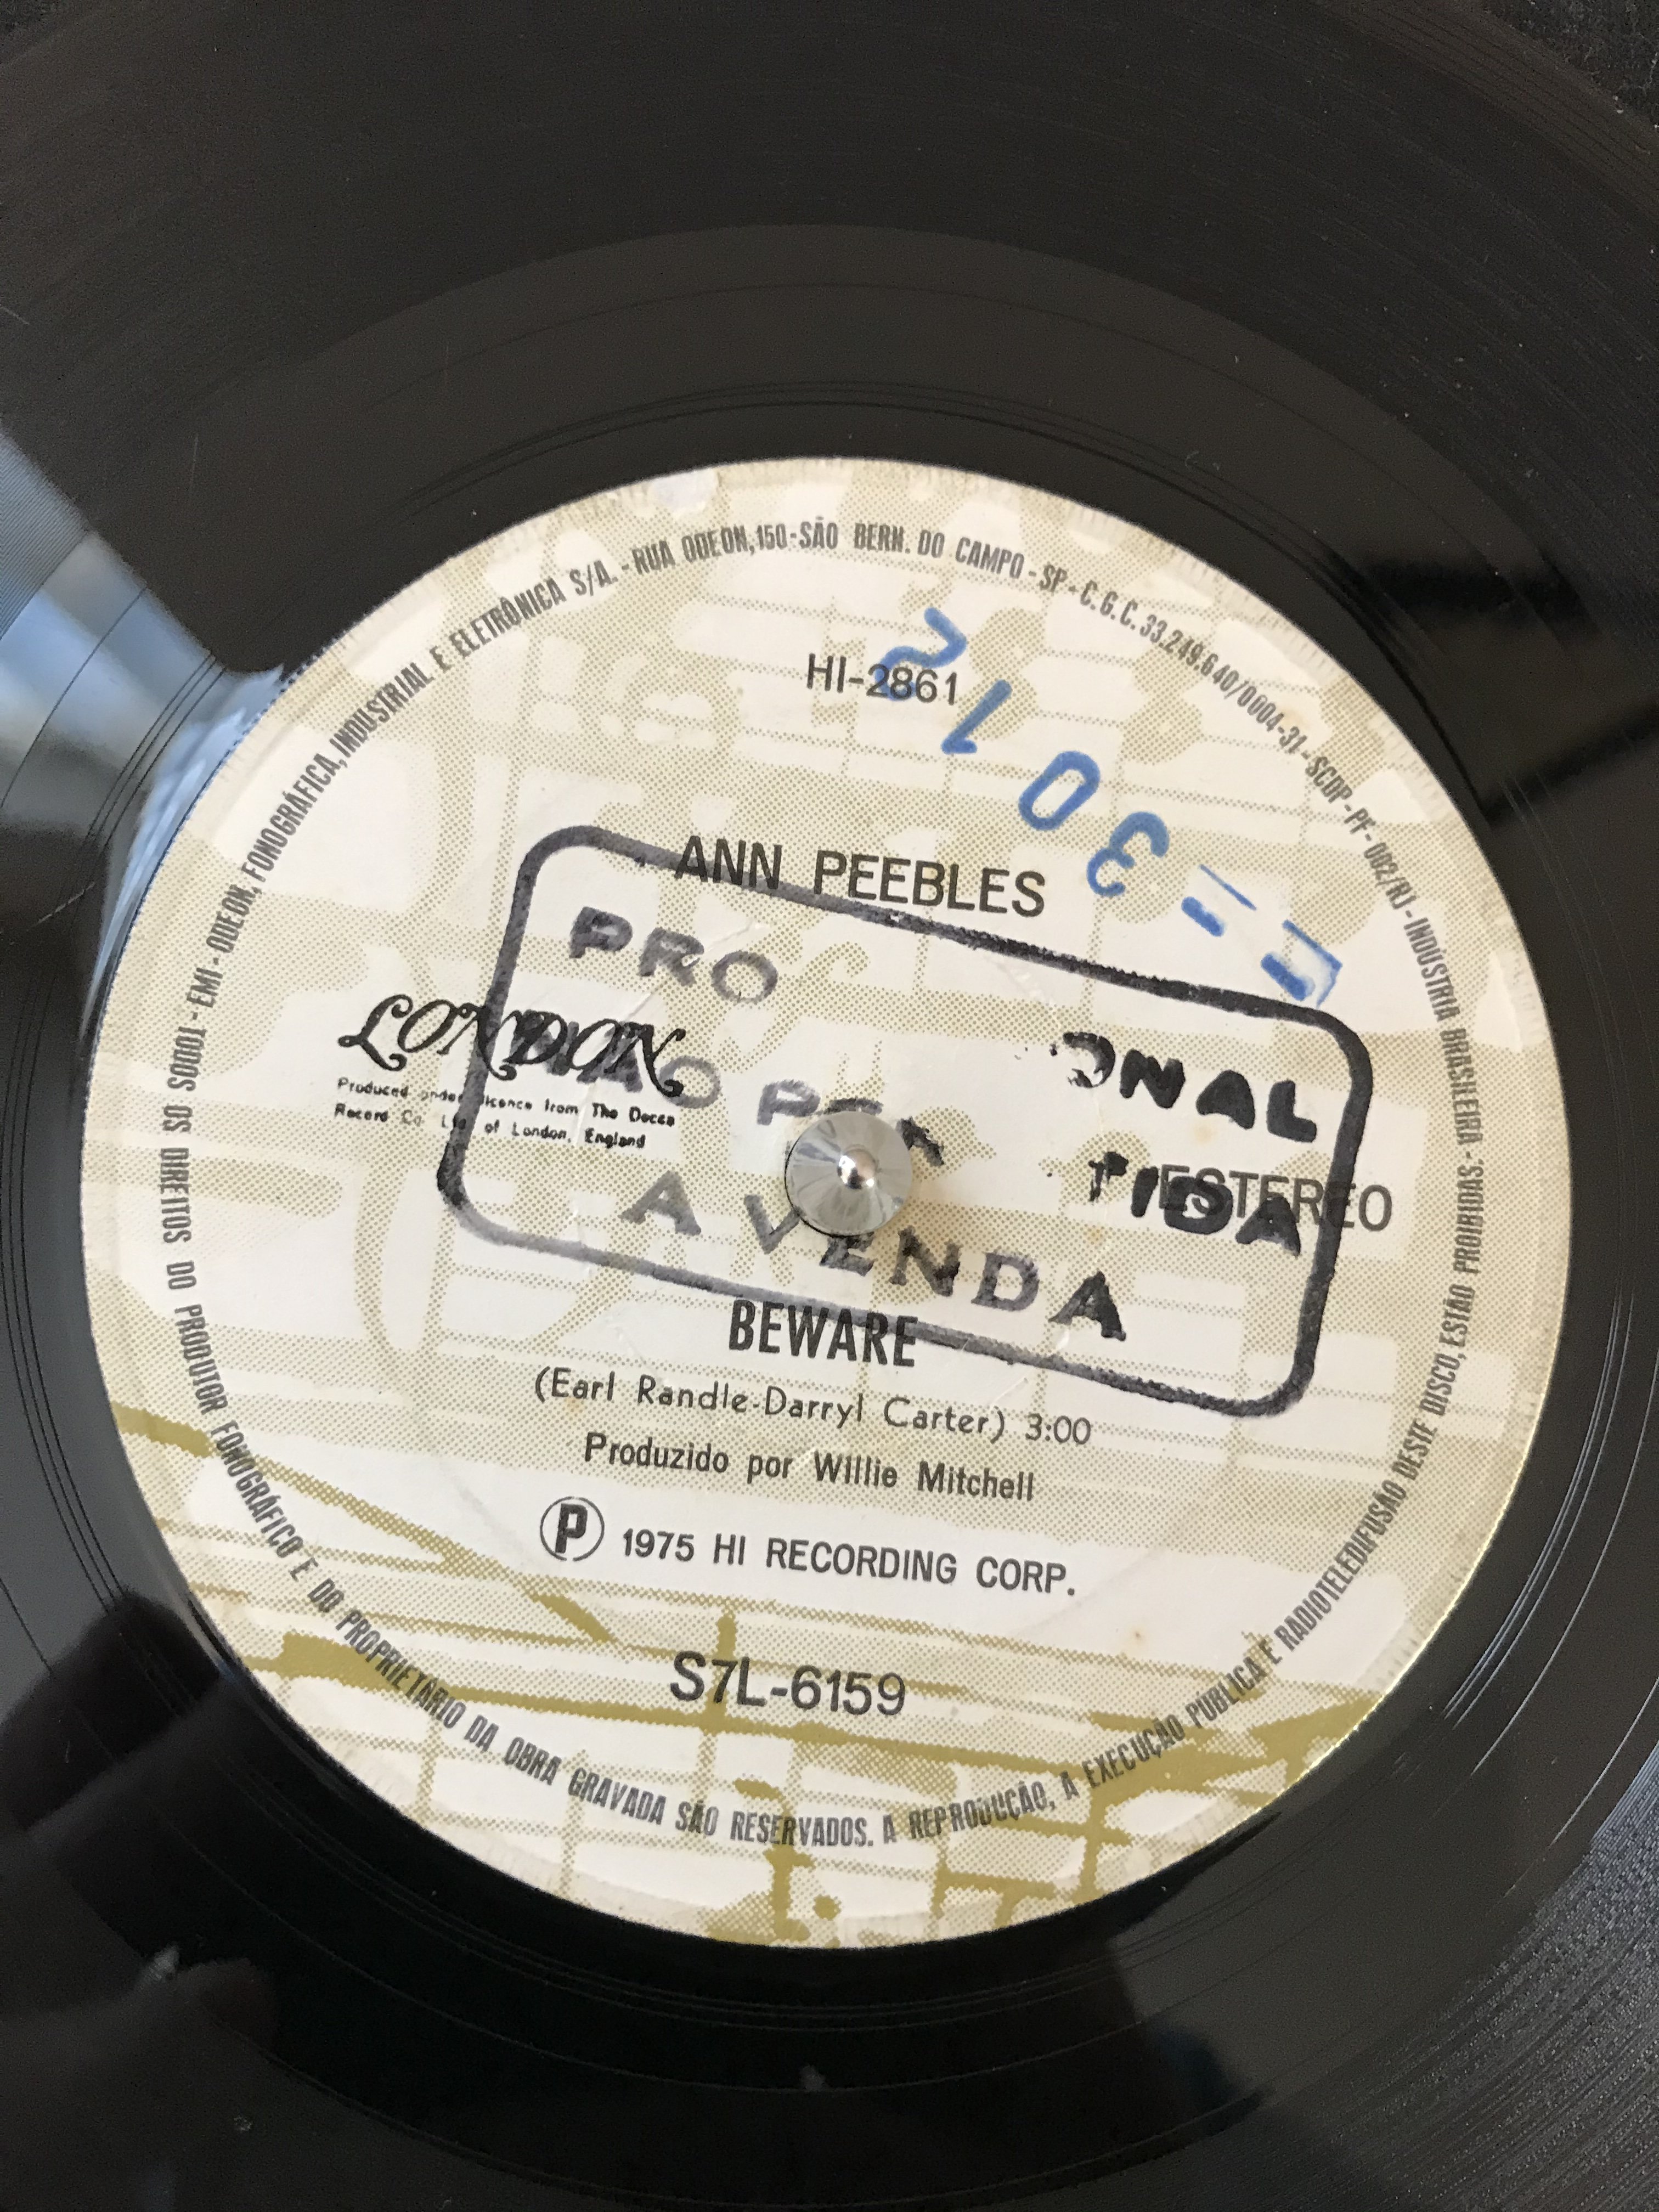 EMI-ODEON, FONOGRÁFICA, INDUSTRIAL E ELETRÔNICA S/A. - RUA ODEON, 150 - SÃO BERN. DO CAMPO - SP - C.G.C. 33.249.640/0004-31 - SCDP - PF - 002/RJ - INDÚSTRIA BRASILEIRA - TODOS OS DIREITOS DO PRODUTOR FONOGRÁFICO E DO PROPRIETÁRIO DA OBRA GRAVADA SÃO RESERVADOS. A REPRODUÇÃO, A EXECUÇÃO PÚBLICA E RADIOTELEDIFUSÃO DESTE DISCO, ESTÃO PROIBIDAS.
HI-2861
3012
ANN PEEBLES
PRO ONAL
LONDON
Produced under licence from The Decca
Record Co. Ltd. of London, England
ESTEREO
A VENDA
BEWARE
(Earl Randle-Darryl Carter) 3:00
Produzido por Willie Mitchell
Ⓟ 1975 HI RECORDING CORP.
S7L-6159